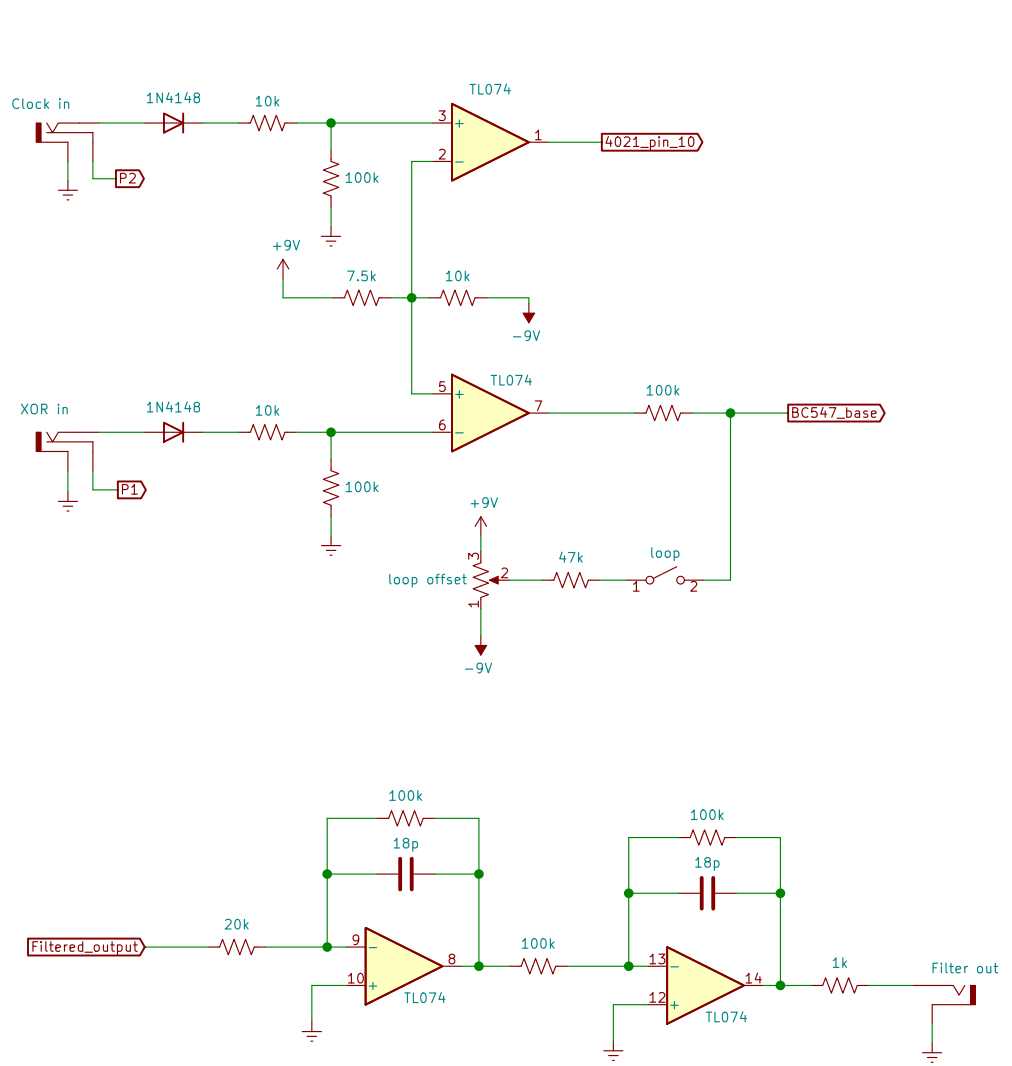 TL074
Clock in
1N4148
10k
3
+
1
4021_pin_10
2
−
P2
100k
+9V
7.5k
10k
−9V
TL074
XOR in
1N4148
10k
5
+
7
100k
BC547_base
6
−
P1
100k
+9V
3
loop offset
2
1
47k
loop
1
2
−9V
100k
18p
100k
18p
Filtered_output
20k
9
−
8
10
+
TL074
100k
13
−
14
12
+
TL074
1k
Filter out